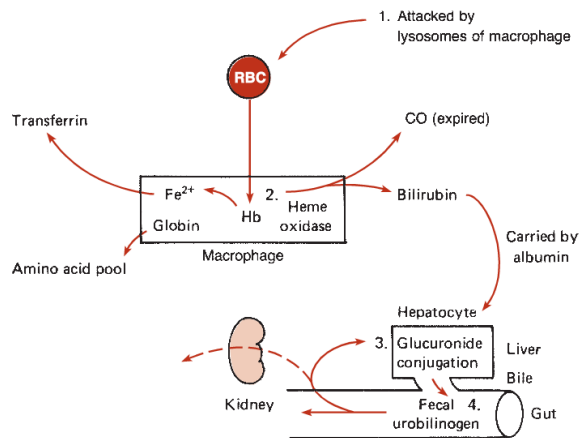 1. Attacked by
lysosomes of macrophage
RBC
Transferrin
CO (expired)
Fe2+
2.
Hb
Heme
oxidase
Bilirubin
Globin
Macrophage
Amino acid pool
Carried by
albumin
Hepatocyte
3. Glucuronide
conjugation
Liver
Bile
Kidney
Fecal 4.
urobilinogen
Gut